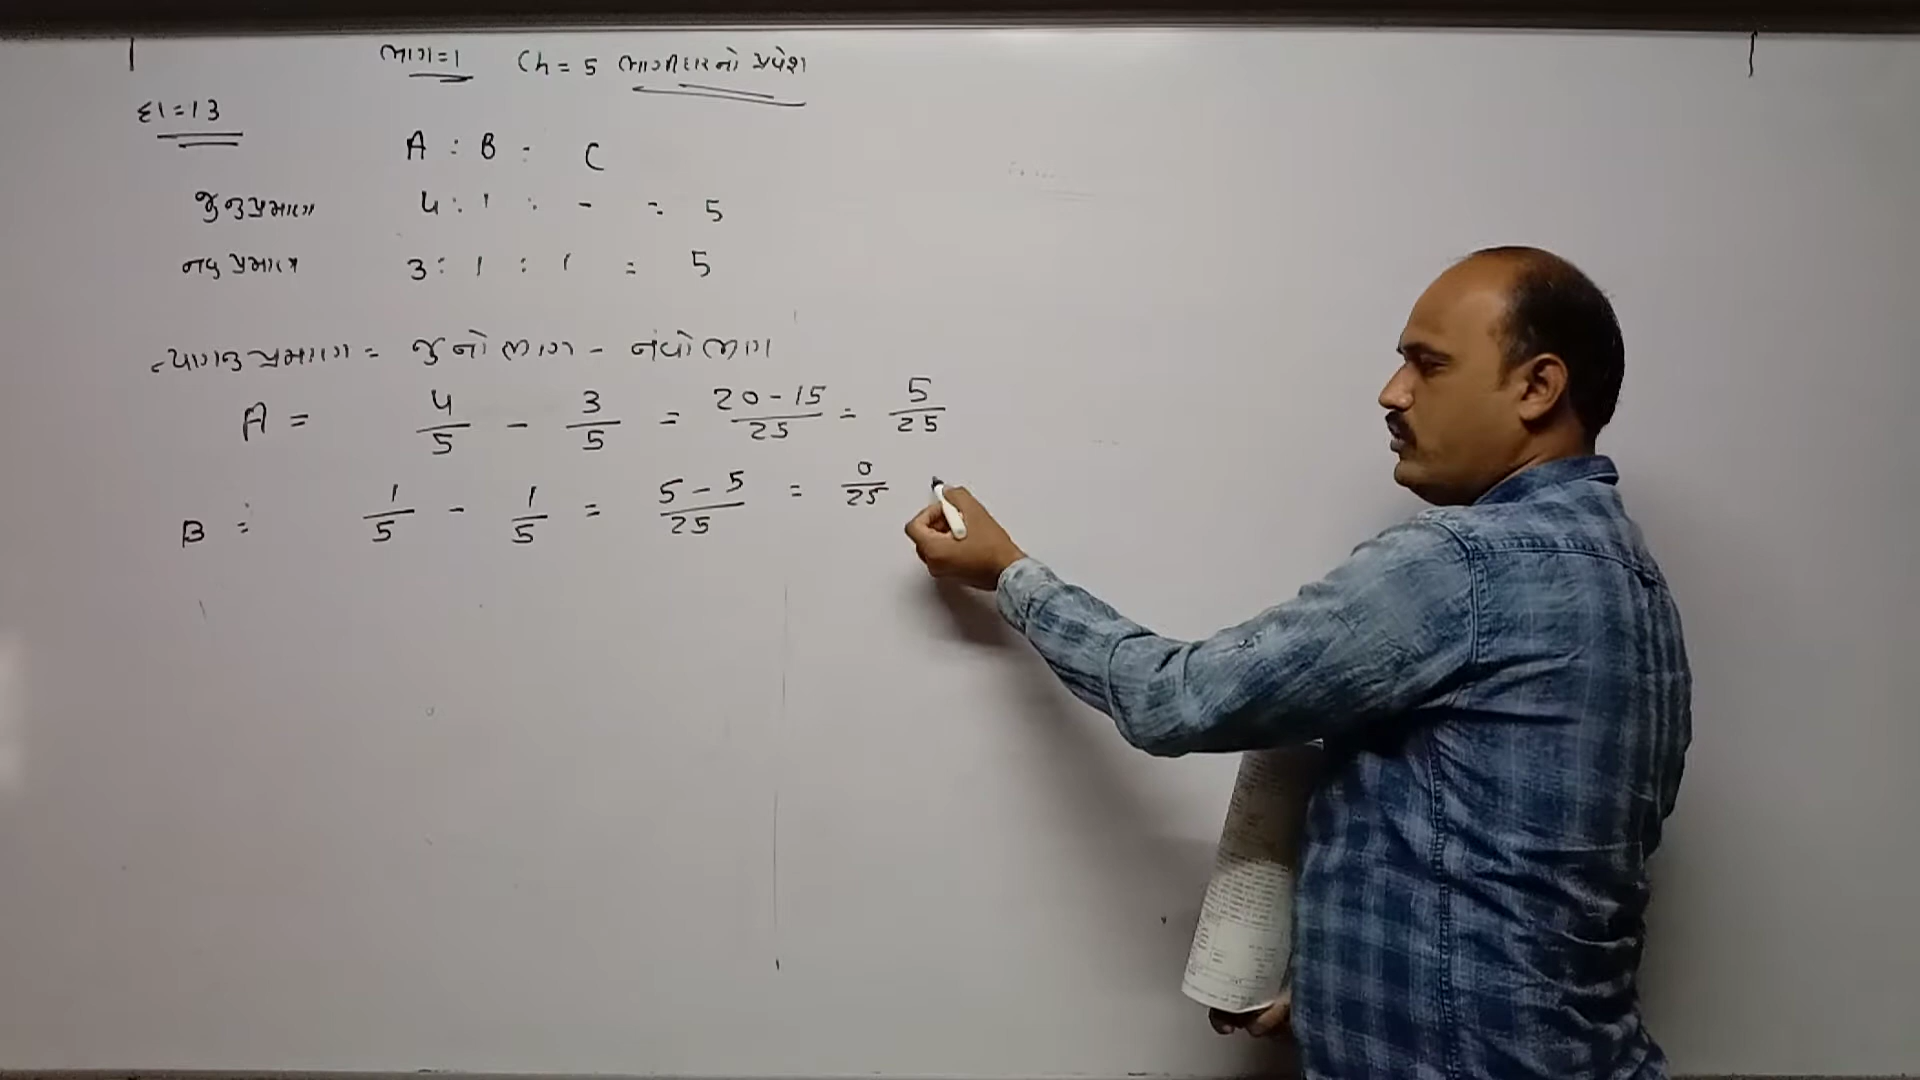 ભાગ=1 Ch = 5 ભાગીદારનો પ્રવેશ
દા=13
A : B : C
જુનુપ્રમાણ 4 : 1 : - = 5
નવુ પ્રમાણ 3 : 1 : 1 = 5
ત્યાગનુપ્રમાણ = જુનો ભાગ - નવો ભાગ
A = 4/5 - 3/5 = 20-15/25 = 5/25
B = 1/5 - 1/5 = 5-5/25 = 0/25